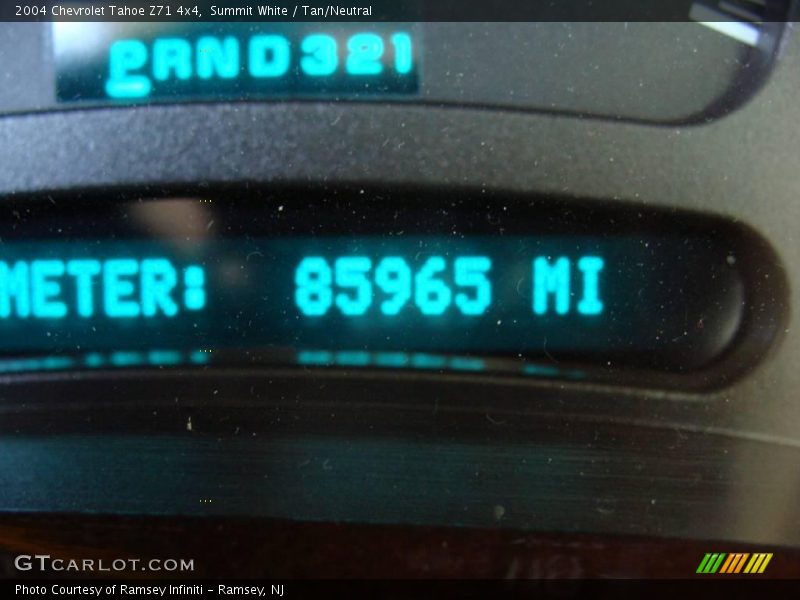 2004 Chevrolet Tahoe Z71 4x4, Summit White / Tan/Neutral
PRND321
METER: 85965 MI
GTCARLOT.COM
Photo Courtesy of Ramsey Infiniti - Ramsey, NJ